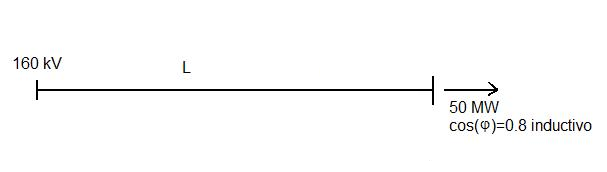 160 kV
L
50 MW
cos(φ)=0.8 inductivo